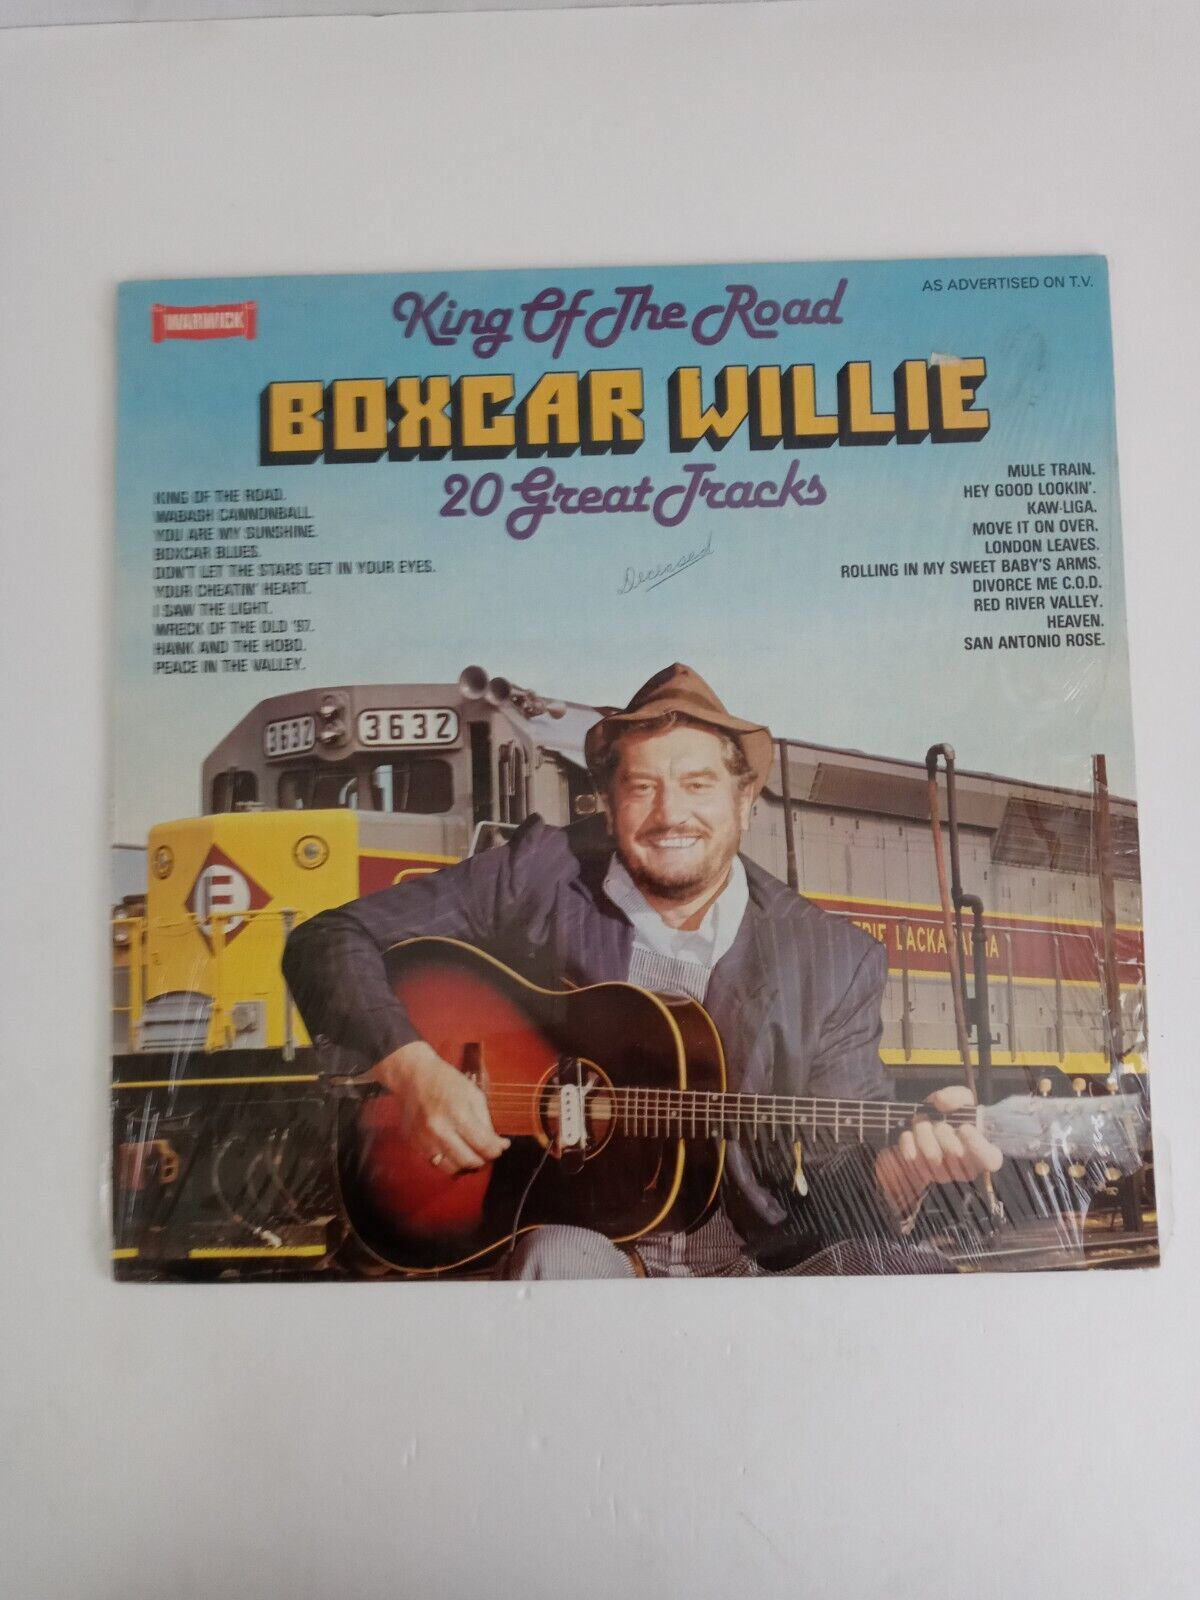 WARWICK
AS ADVERTISED ON T.V.
King Of The Road
BOXCAR WILLIE
20 Great Tracks
KING OF THE ROAD.
WABASH CANNONBALL.
YOU ARE MY SUNSHINE.
BOXCAR BLUES.
DON'T LET THE STARS GET IN YOUR EYES.
YOUR CHEATIN' HEART.
I SAW THE LIGHT.
WRECK OF THE OLD '97.
HANK AND THE HOBO.
PEACE IN THE VALLEY.
MULE TRAIN.
HEY GOOD LOOKIN'.
KAW-LIGA.
MOVE IT ON OVER.
LONDON LEAVES.
ROLLING IN MY SWEET BABY'S ARMS.
DIVORCE ME C.O.D.
RED RIVER VALLEY.
HEAVEN.
SAN ANTONIO ROSE.
Deceased
3632
3632
E
ERIE LACKAWANNA